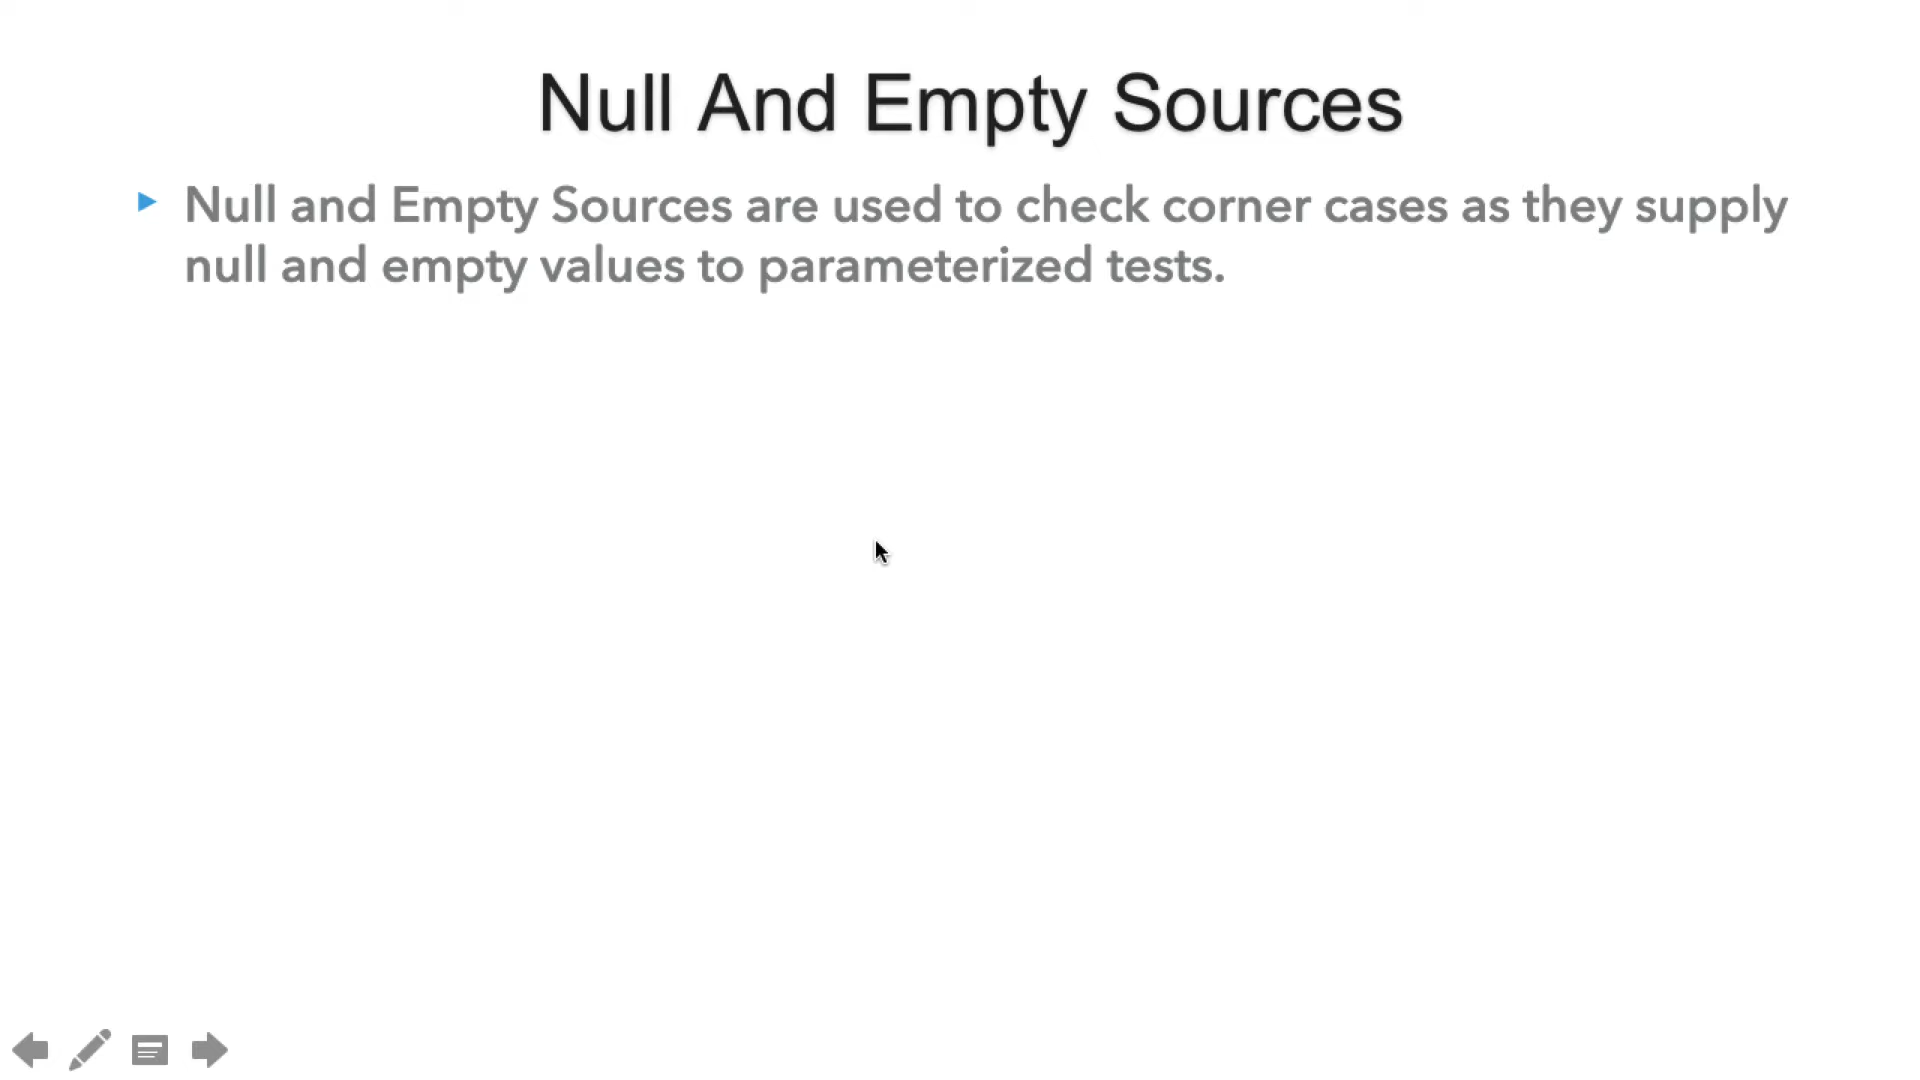 Null And Empty Sources
Null and Empty Sources are used to check corner cases as they supply
null and empty values to parameterized tests.